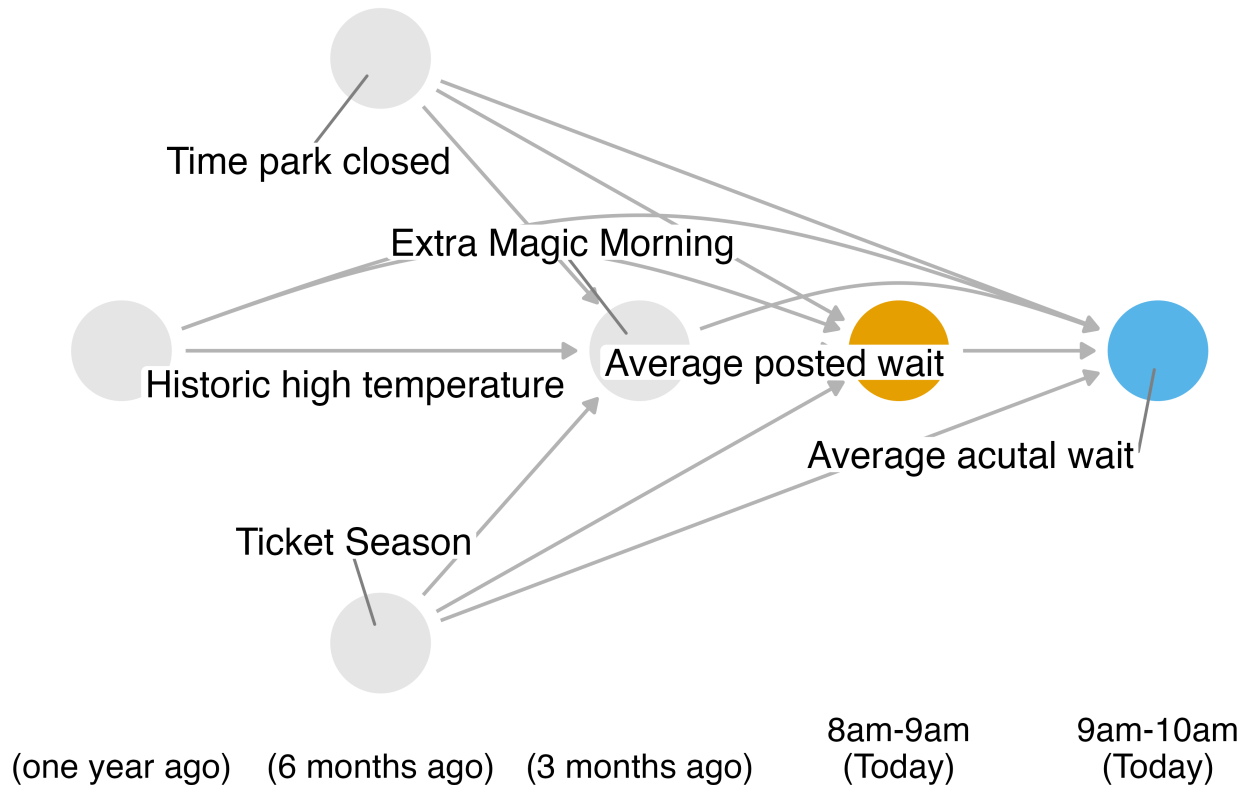 Time park closed
Extra Magic Morning
Average posted wait
Historic high temperature
Average acutal wait
Ticket Season
8am-9am
9am-10am
(one year ago)
(6 months ago)
(3 months ago)
(Today)
(Today)